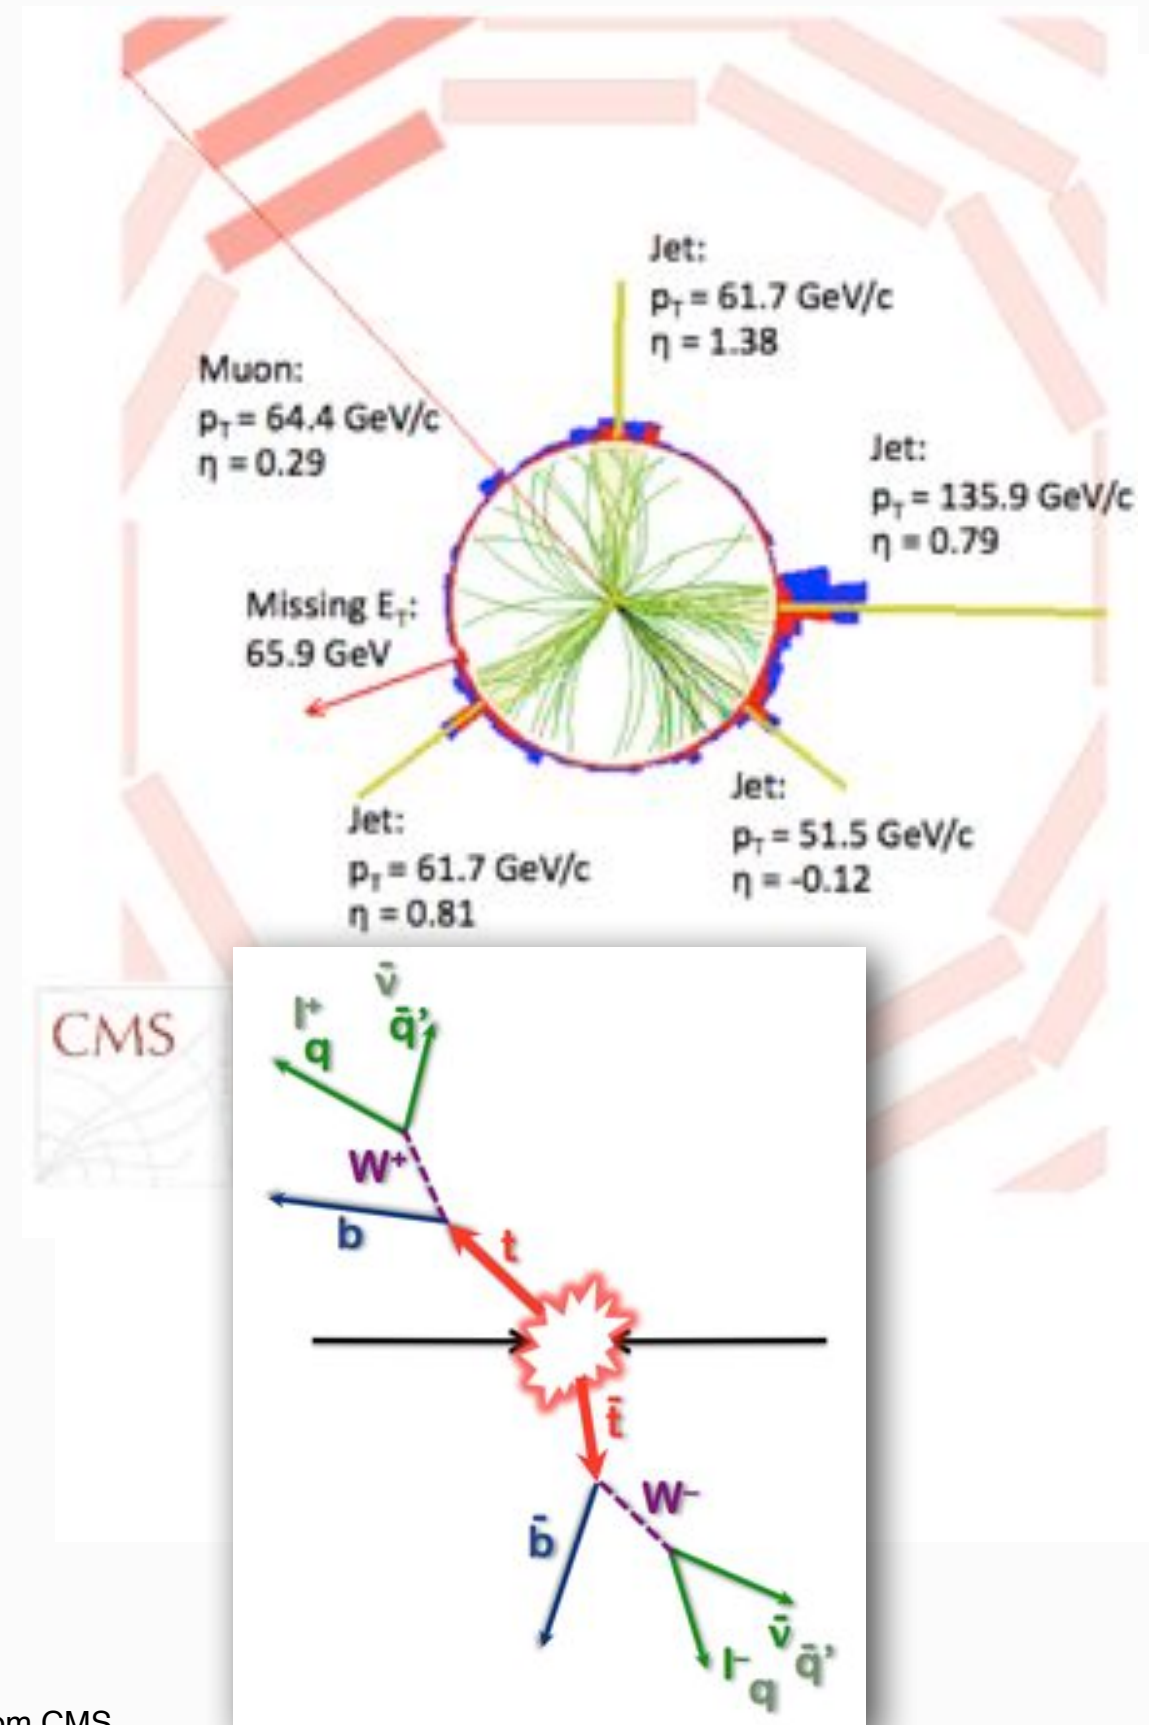 Jet:
pT = 61.7 GeV/c
η = 1.38
Muon:
pT = 64.4 GeV/c
η = 0.29
Jet:
pT = 135.9 GeV/c
η = 0.79
Missing ET:
65.9 GeV
Jet:
pT = 51.5 GeV/c
η = -0.12
Jet:
pT = 61.7 GeV/c
η = 0.81
CMS
ν̄
l+
q̄'
q
W+
b
t
t̄
W–
b̄
ν̄
l–
q̄'
q
om CMS